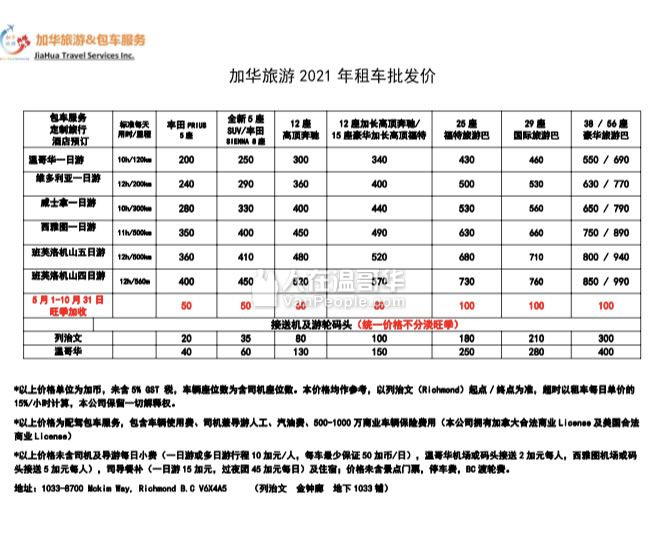 加华旅游&包车服务
JiaHua Travel Services Inc.
加华旅游 2021 年租车批发价
包车服务 定制旅行 酒店预订 标准每天 用时/里程 丰田 PRIUS 5 座 全新 5 座 SUV/丰田 SIENNA 8 座 12 座 高顶奔驰 12 座加长高顶奔驰/ 15 座豪华加长高顶福特 25 座 福特旅游巴 29 座 国际旅游巴 38 / 56 座 豪华旅游巴
温哥华一日游 10h/120km 200 250 300 340 430 460 550 / 690
维多利亚一日游 12h/200km 240 290 360 400 500 530 630 / 770
威士拿一日游 10h/300km 280 330 400 440 530 560 650 / 790
西雅图一日游 11h/500km 350 400 450 490 630 660 750 / 890
班芙洛机山五日游 12h/500km 360 410 480 520 680 710 800 / 940
班芙洛机山四日游 12h/560m 400 450 520 570 730 760 850 / 990
人在温哥华
VanPeople.com
5 月 1-10 月 31 日 旺季加收 50 50 80 80 100 100 100
接送机及游轮码头(统一价格不分淡旺季)
列治文 20 35 80 100 180 210 300
温哥华 40 60 130 150 250 280 400
*以上价格单位为加币，未含 5% GST 税，车辆座位数为含司机座位数。本价格均作参考，以列治文（Richmond）起点/终点为准，超时以租车每日单价的
15%/小时计算，本公司保留一切解释权。
*以上价格为配驾包车服务，包含车辆使用费、司机兼导游人工、汽油费、500-1000 万商业车辆保险费用（本公司拥有加拿大合法商业 License 及美国合法
商业 License）
*以上价格未含司机及导游每日小费（一日游或多日游行程 10 加元/人，每车最少保证 50 加币/日），温哥华机场或码头接送 2 加元每人，西雅图机场或码
头接送 5 加元每人），司导餐补（一日游 15 加元，过夜团 45 加元每日）及住宿；价格未含景点门票，停车费，BC 渡轮费。
地址：1033-8700 Mckim Way, Richmond B.C V6X4A5 （列治文 金钟廊 地下 1033 铺）